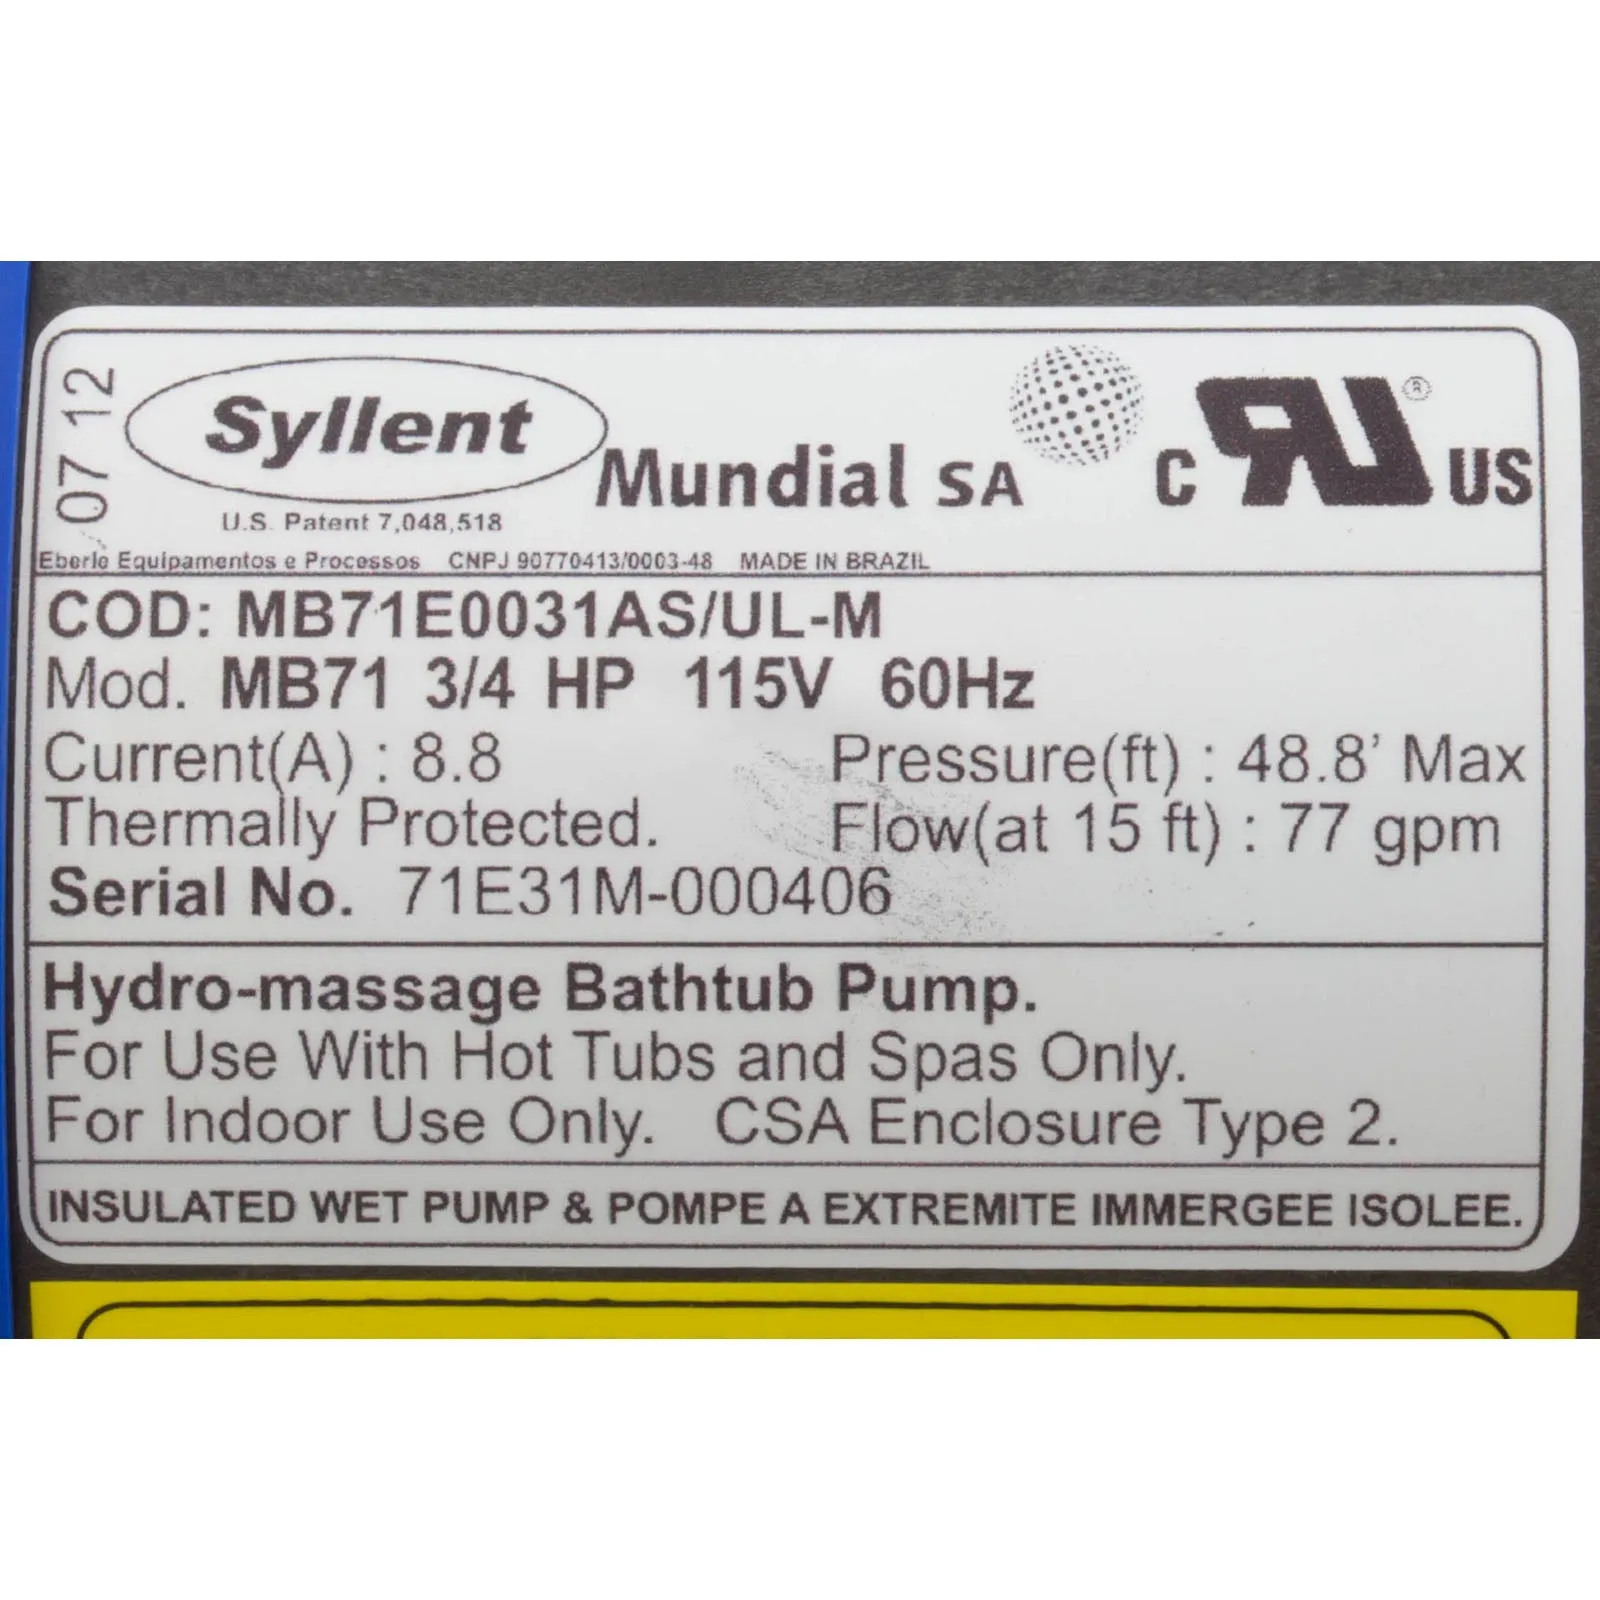 07 12
Syllent
U.S. Patent 7,048,518
Mundial SA
C RU ® US
Eberle Equipamentos e Processos CNPJ 90770413/0003-48 MADE IN BRAZIL
COD: MB71E0031AS/UL-M
Mod. MB71 3/4 HP 115V 60Hz
Current(A) : 8.8 Pressure(ft) : 48.8' Max
Thermally Protected. Flow(at 15 ft) : 77 gpm
Serial No. 71E31M-000406
Hydro-massage Bathtub Pump.
For Use With Hot Tubs and Spas Only.
For Indoor Use Only. CSA Enclosure Type 2.
INSULATED WET PUMP & POMPE A EXTREMITE IMMERGEE ISOLEE.